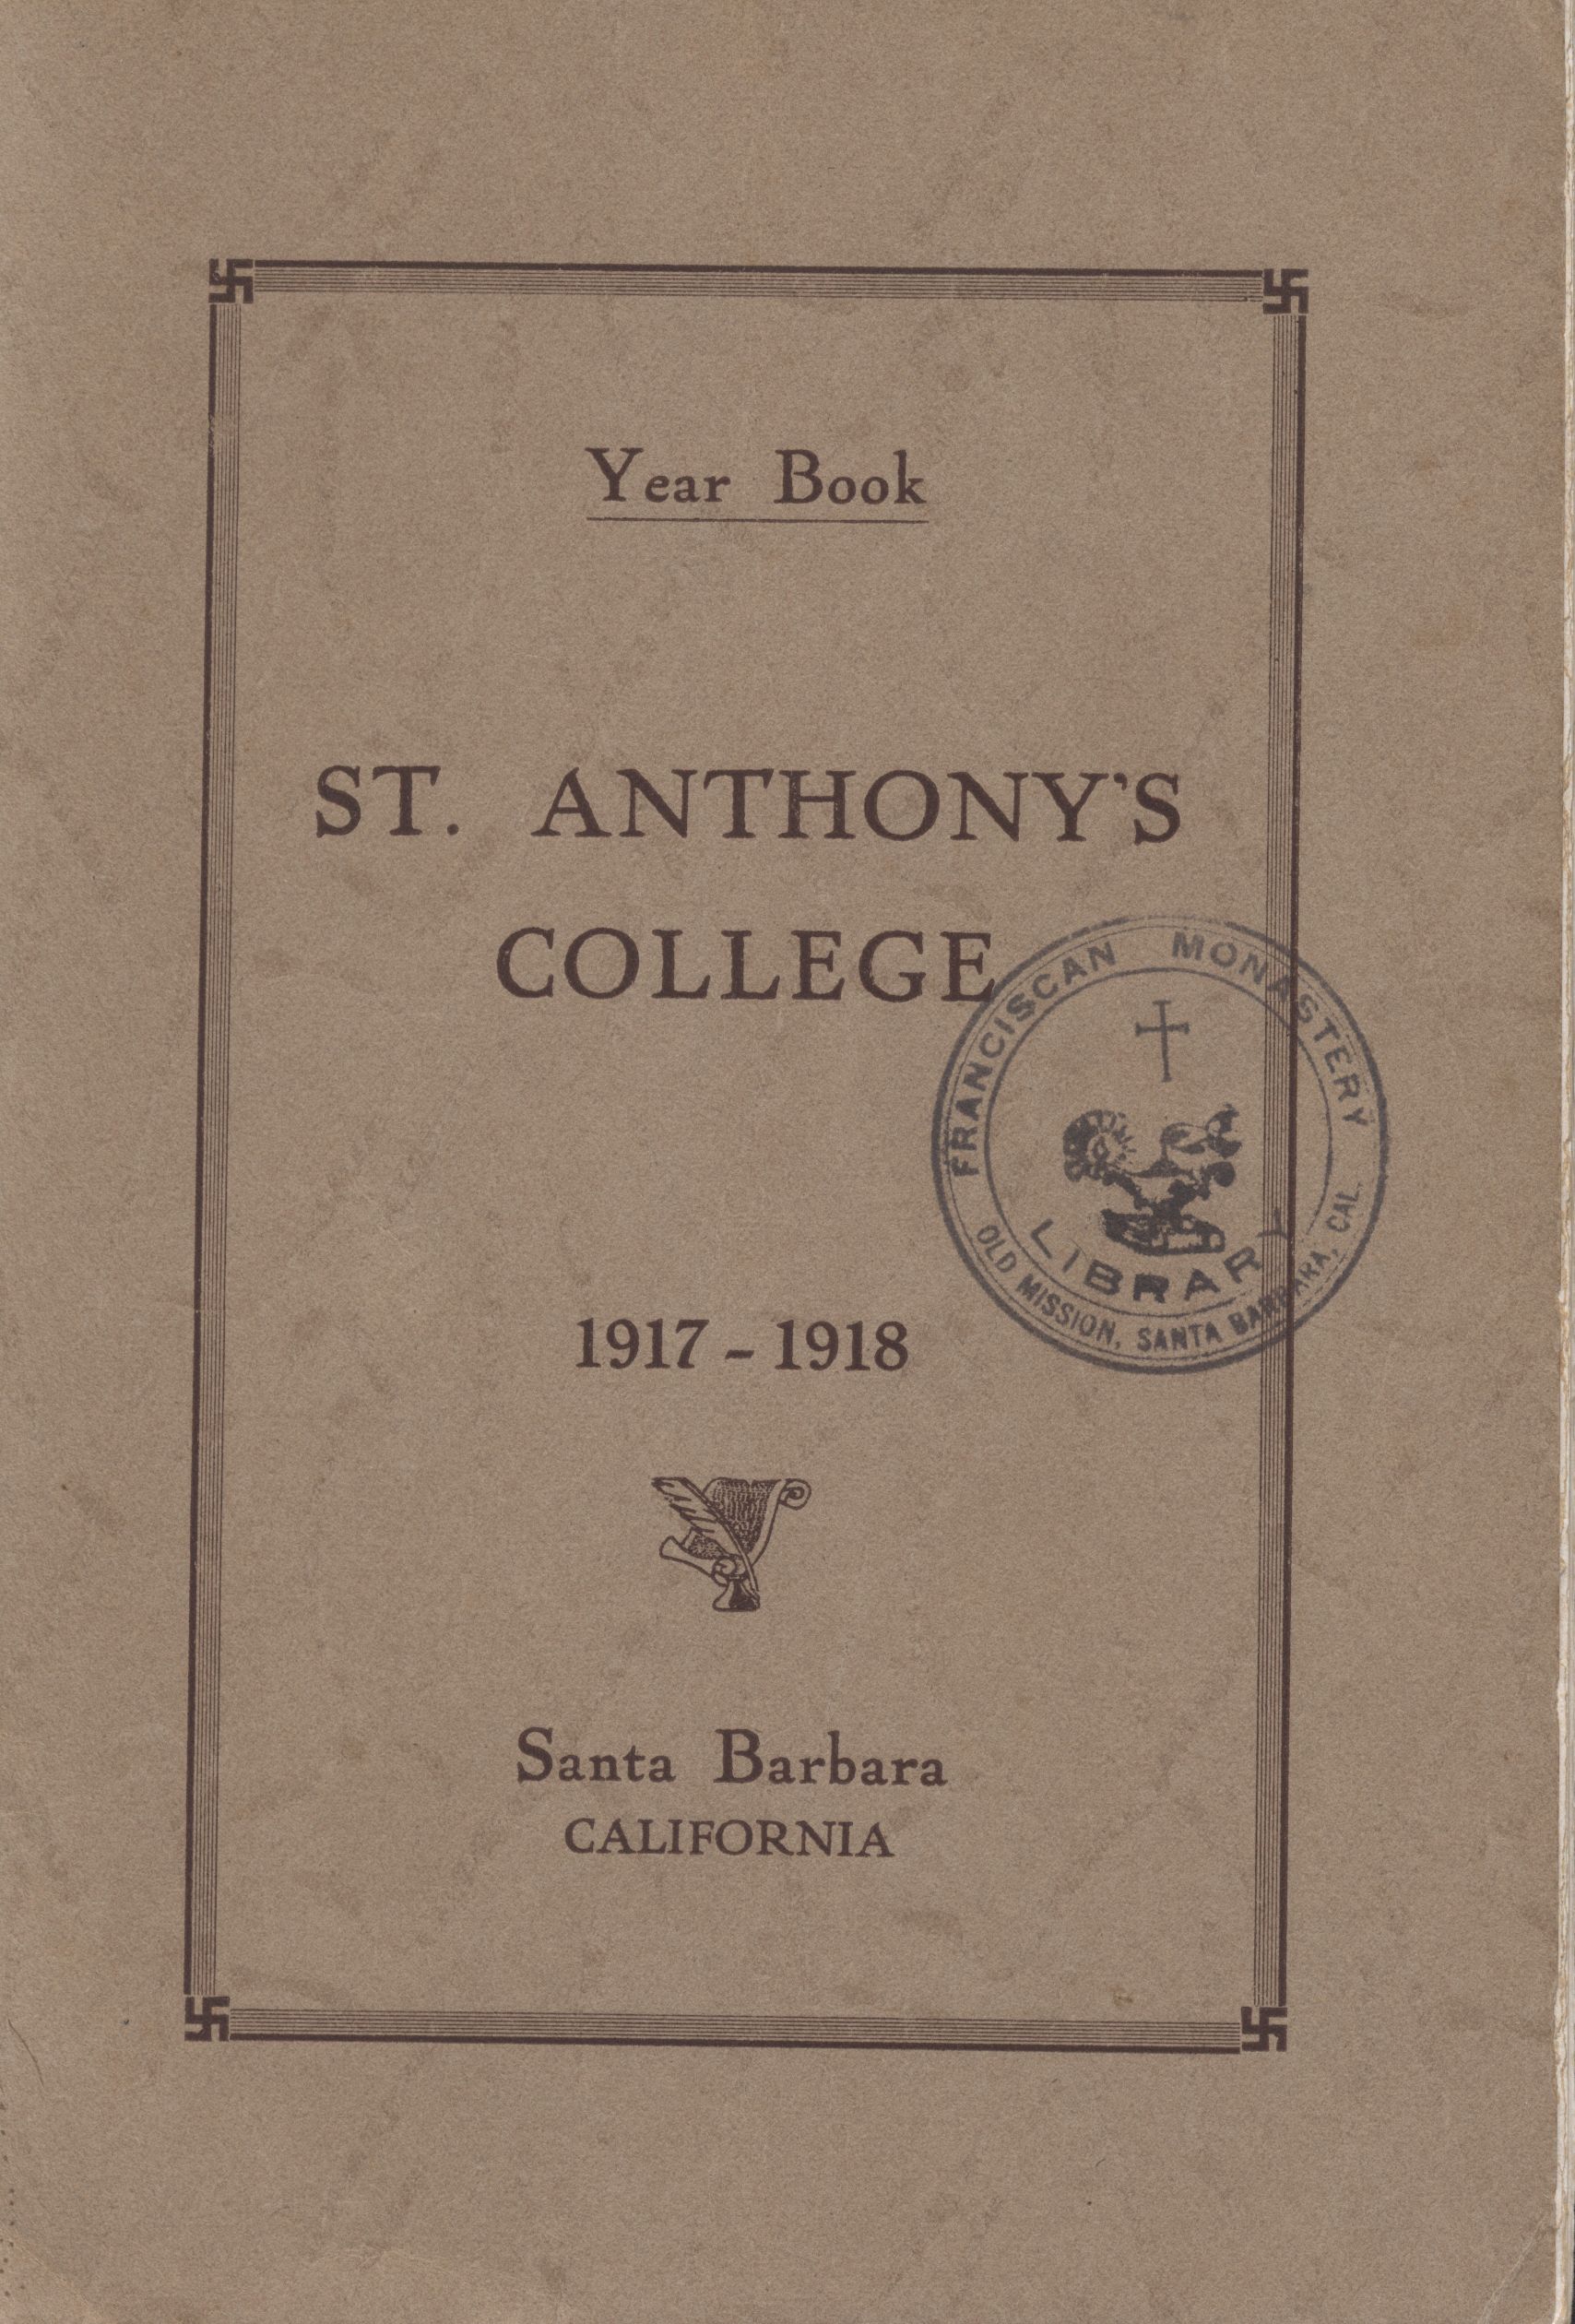 Year Book
ST. ANTHONY'S
COLLEGE
FRANCISCAN MONASTERY
LIBRARY
OLD MISSION, SANTA BARBARA, CAL.
1917 - 1918
Santa Barbara
CALIFORNIA